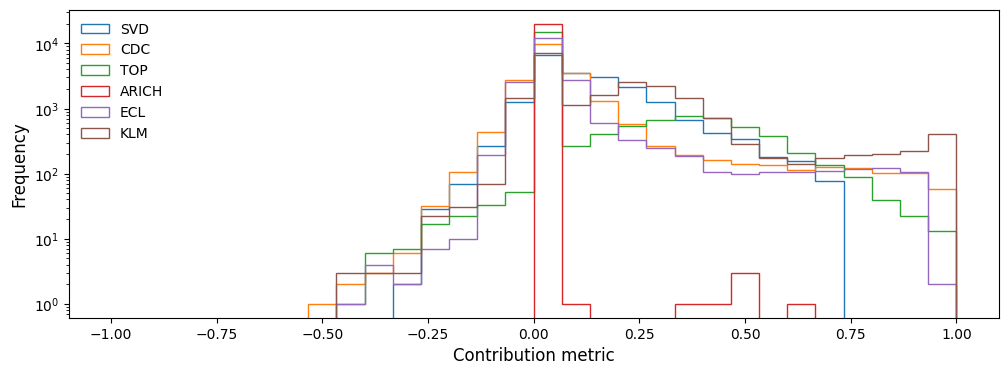 SVD
CDC
TOP
ARICH
ECL
KLM
Frequency
10⁴
10³
10²
10¹
10⁰
−1.00 −0.75 −0.50 −0.25 0.00 0.25 0.50 0.75 1.00
Contribution metric